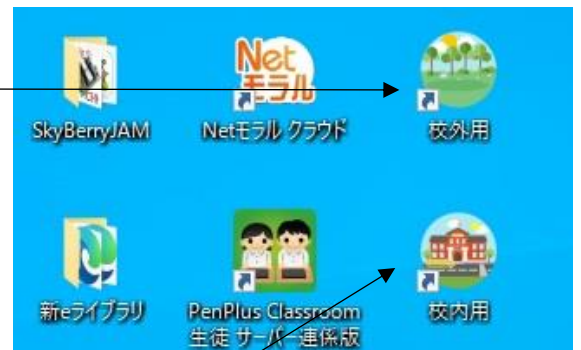 Net
モラル
SkyBerryJAM
Netモラル クラウド
校外用
新eライブラリ
PenPlus Classroom
生徒 サーバー連係版
校内用